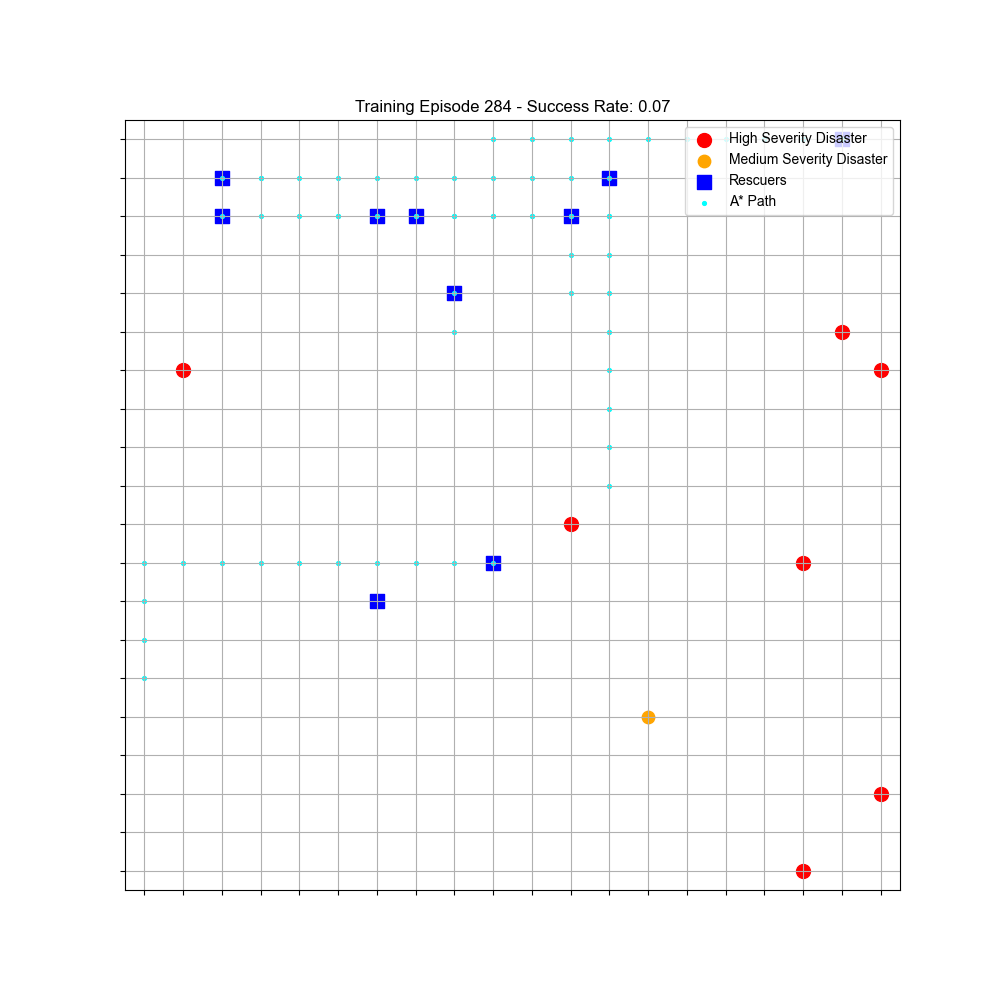 Training Episode 284 - Success Rate: 0.07
High Severity Disaster
Medium Severity Disaster
Rescuers
A* Path